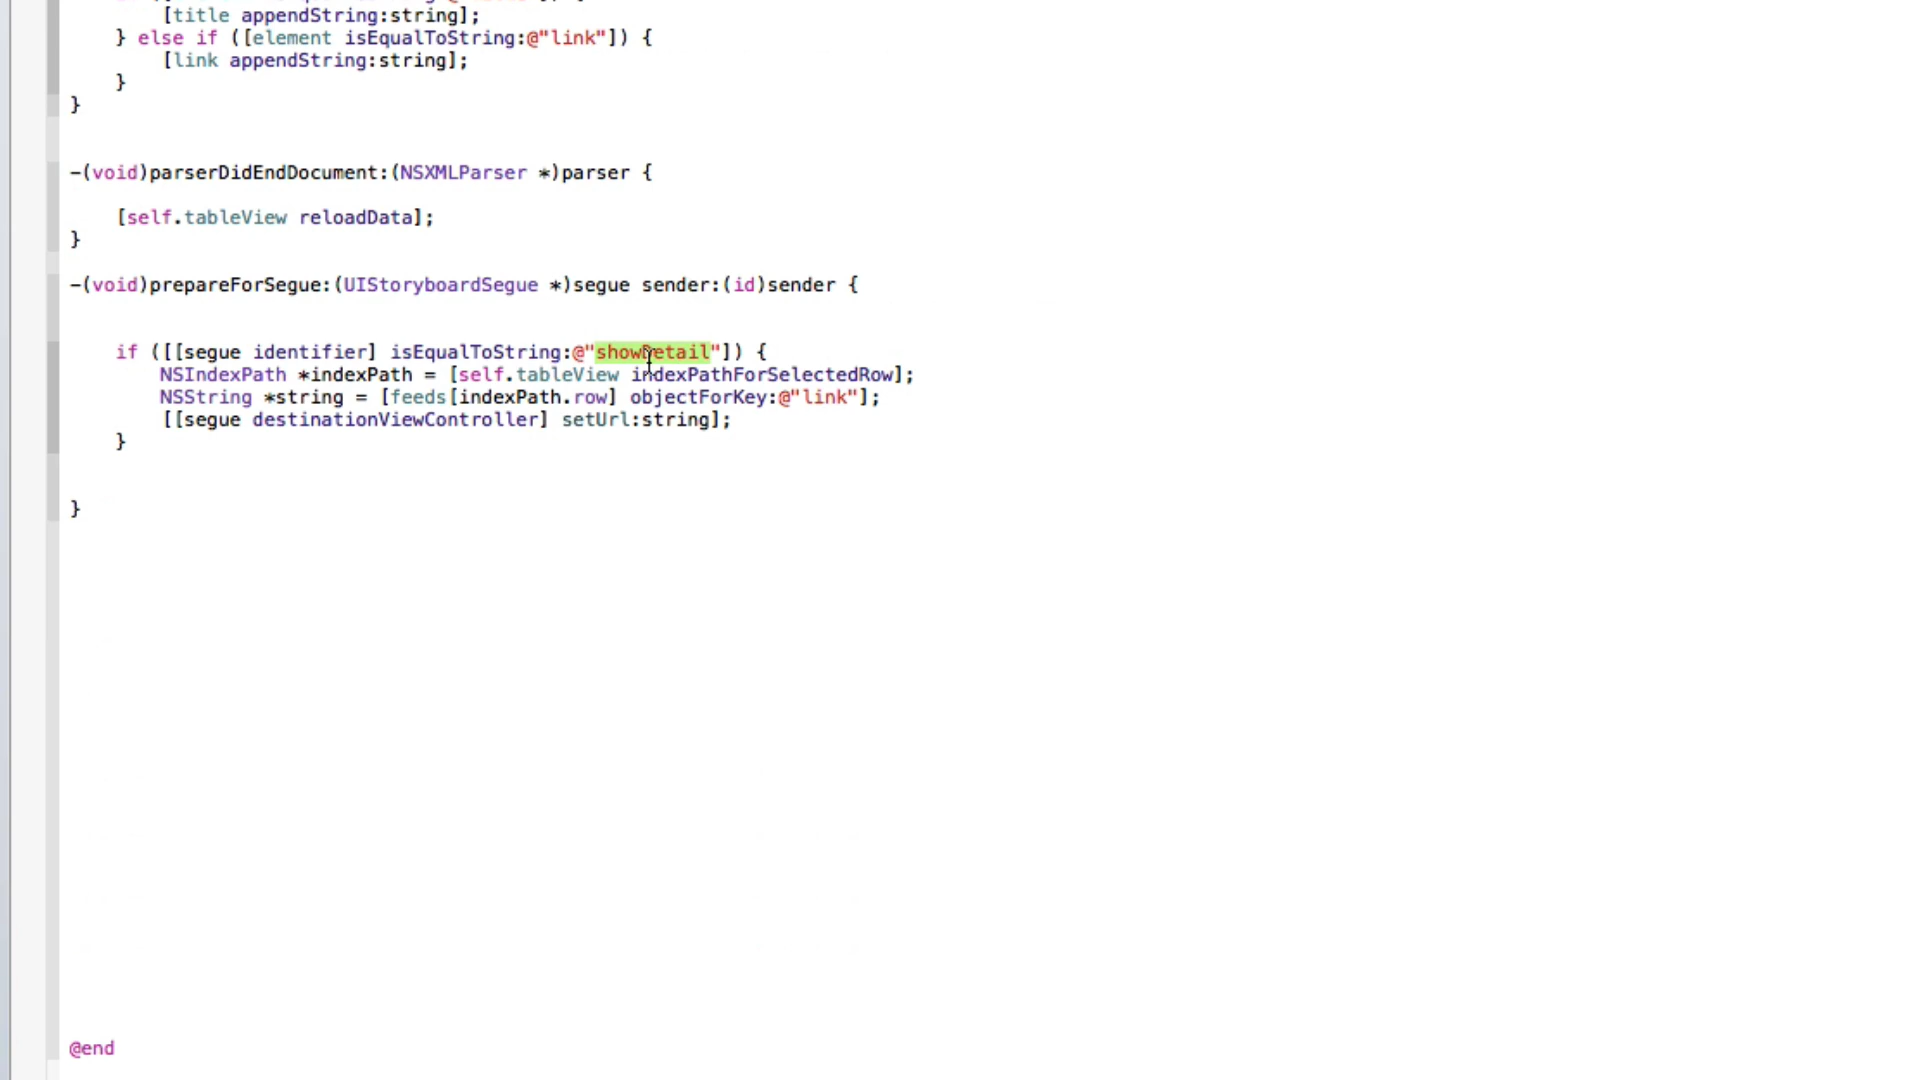 [title appendString:string];
} else if ([element isEqualToString:@"link"]) {
[link appendString:string];
}
}
-(void)parserDidEndDocument:(NSXMLParser *)parser {
[self.tableView reloadData];
}
-(void)prepareForSegue:(UIStoryboardSegue *)segue sender:(id)sender {
if ([[segue identifier] isEqualToString:@"showDetail"]) {
NSIndexPath *indexPath = [self.tableView indexPathForSelectedRow];
NSString *string = [feeds[indexPath.row] objectForKey:@"link"];
[[segue destinationViewController] setUrl:string];
}
}
@end